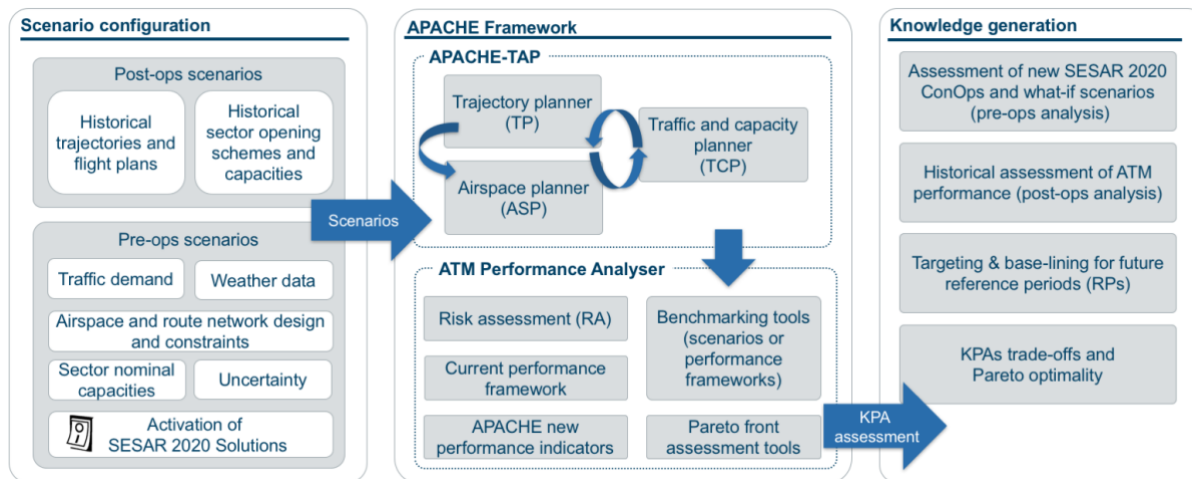 Scenario configuration
Post-ops scenarios
Historical
trajectories and
flight plans
Historical
sector opening
schemes and
capacities
Pre-ops scenarios
Traffic demand
Weather data
Airspace and route network design
and constraints
Sector nominal
capacities
Uncertainty
Activation of
SESAR 2020 Solutions
Scenarios
APACHE Framework
APACHE-TAP
Trajectory planner
(TP)
Traffic and capacity
planner
(TCP)
Airspace planner
(ASP)
ATM Performance Analyser
Risk assessment (RA)
Current performance
framework
APACHE new
performance indicators
Benchmarking tools
(scenarios or
performance
frameworks)
Pareto front
assessment tools
KPA
assessment
Knowledge generation
Assessment of new SESAR 2020
ConOps and what-if scenarios
(pre-ops analysis)
Historical assessment of ATM
performance (post-ops analysis)
Targeting & base-lining for future
reference periods (RPs)
KPAs trade-offs and
Pareto optimality